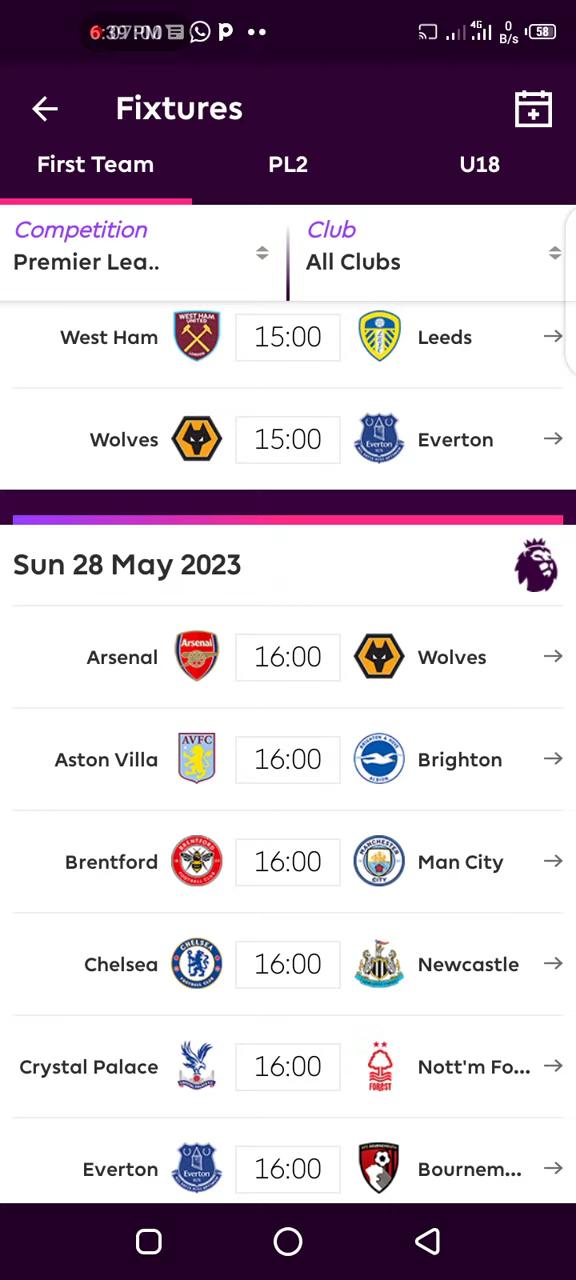 Fixtures
First Team PL2 U18
Competition Club
Premier Lea.. All Clubs
West Ham 15:00 Leeds
Wolves 15:00 Everton
Sun 28 May 2023
Arsenal 16:00 Wolves
Aston Villa 16:00 Brighton
Brentford 16:00 Man City
Chelsea 16:00 Newcastle
Crystal Palace 16:00 Nott'm Fo...
Everton 16:00 Bournem...